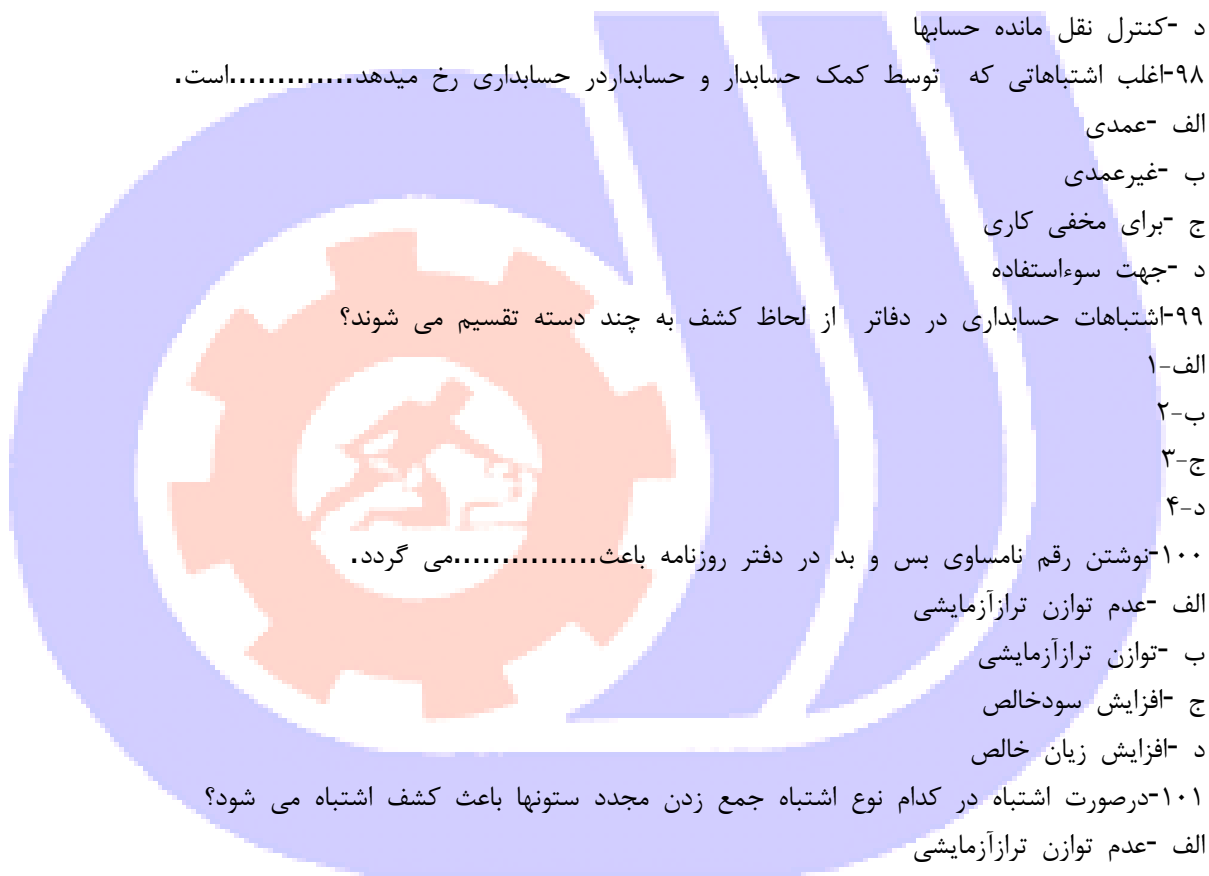 د -کنترل نقل مانده حسابها
۹۸-اغلب اشتباهاتی که توسط کمک حسابدار و حسابداردر حسابداری رخ میدهد.............است.
الف -عمدی
ب -غیرعمدی
ج -برای مخفی کاری
د -جهت سوءاستفاده
۹۹-اشتباهات حسابداری در دفاتر از لحاظ کشف به چند دسته تقسیم می شوند؟
الف-۱
ب-۲
ج-۳
د-۴
۱۰۰-نوشتن رقم نامساوی بس و بد در دفتر روزنامه باعث...............می گردد.
الف -عدم توازن ترازآزمایشی
ب -توازن ترازآزمایشی
ج -افزایش سودخالص
د -افزایش زیان خالص
۱۰۱-درصورت اشتباه در کدام نوع اشتباه جمع زدن مجدد ستونها باعث کشف اشتباه می شود؟
الف -عدم توازن ترازآزمایشی